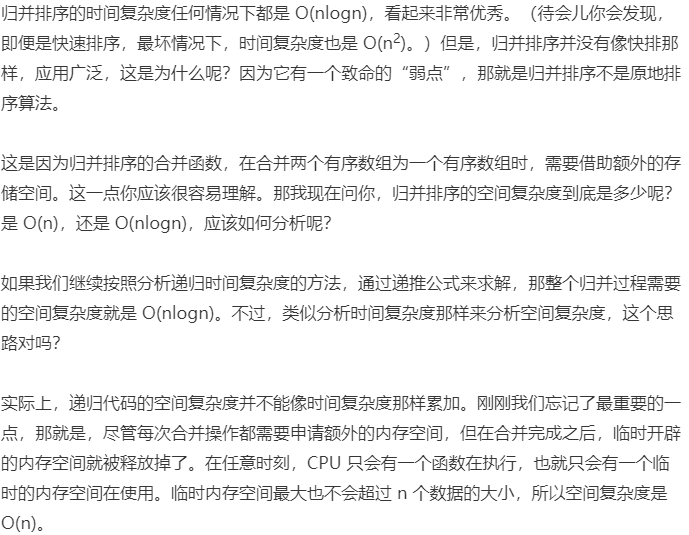 归并排序的时间复杂度任何情况下都是 O(nlogn)，看起来非常优秀。（待会儿你会发现，
即便是快速排序，最坏情况下，时间复杂度也是 O(n²)。）但是，归并排序并没有像快排那
样，应用广泛，这是为什么呢？因为它有一个致命的“弱点”，那就是归并排序不是原地排
序算法。
这是因为归并排序的合并函数，在合并两个有序数组为一个有序数组时，需要借助额外的存
储空间。这一点你应该很容易理解。那我现在问你，归并排序的空间复杂度到底是多少呢？
是 O(n)，还是 O(nlogn)，应该如何分析呢？
如果我们继续按照分析递归时间复杂度的方法，通过递推公式来求解，那整个归并过程需要
的空间复杂度就是 O(nlogn)。不过，类似分析时间复杂度那样来分析空间复杂度，这个思
路对吗？
实际上，递归代码的空间复杂度并不能像时间复杂度那样累加。刚刚我们忘记了最重要的一
点，那就是，尽管每次合并操作都需要申请额外的内存空间，但在合并完成之后，临时开辟
的内存空间就被释放掉了。在任意时刻，CPU 只会有一个函数在执行，也就只会有一个临
时的内存空间在使用。临时内存空间最大也不会超过 n 个数据的大小，所以空间复杂度是
O(n)。